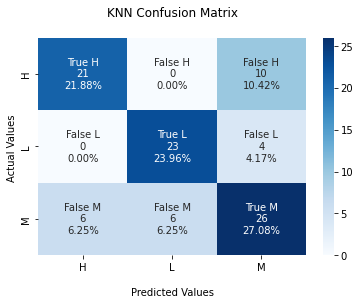 KNN Confusion Matrix
True H
21
21.88%
False H
0
0.00%
False H
10
10.42%
False L
0
0.00%
True L
23
23.96%
False L
4
4.17%
False M
6
6.25%
False M
6
6.25%
True M
26
27.08%
H
L
M
Actual Values
H
L
M
Predicted Values
25
20
15
10
5
0